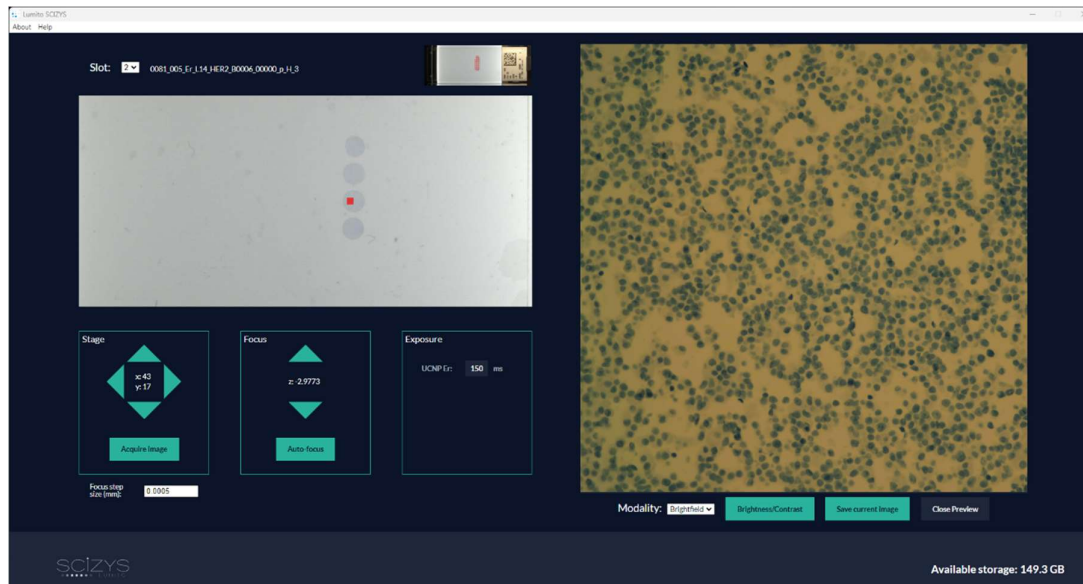 Lumito SCIZYS
About Help
Slot: 2 0081_005_Er_L14_HER2_B0006_00000_p_H_3
Stage
x: 43
y: 17
Acquire Image
Focus
z: -2.9773
Auto-focus
Exposure
UCNP Er: 150 ms
Focus step
size (mm): 0.0005
Modality: Brightfield Brightness/Contrast Save current Image Close Preview
SCIZYS
Available storage: 149.3 GB